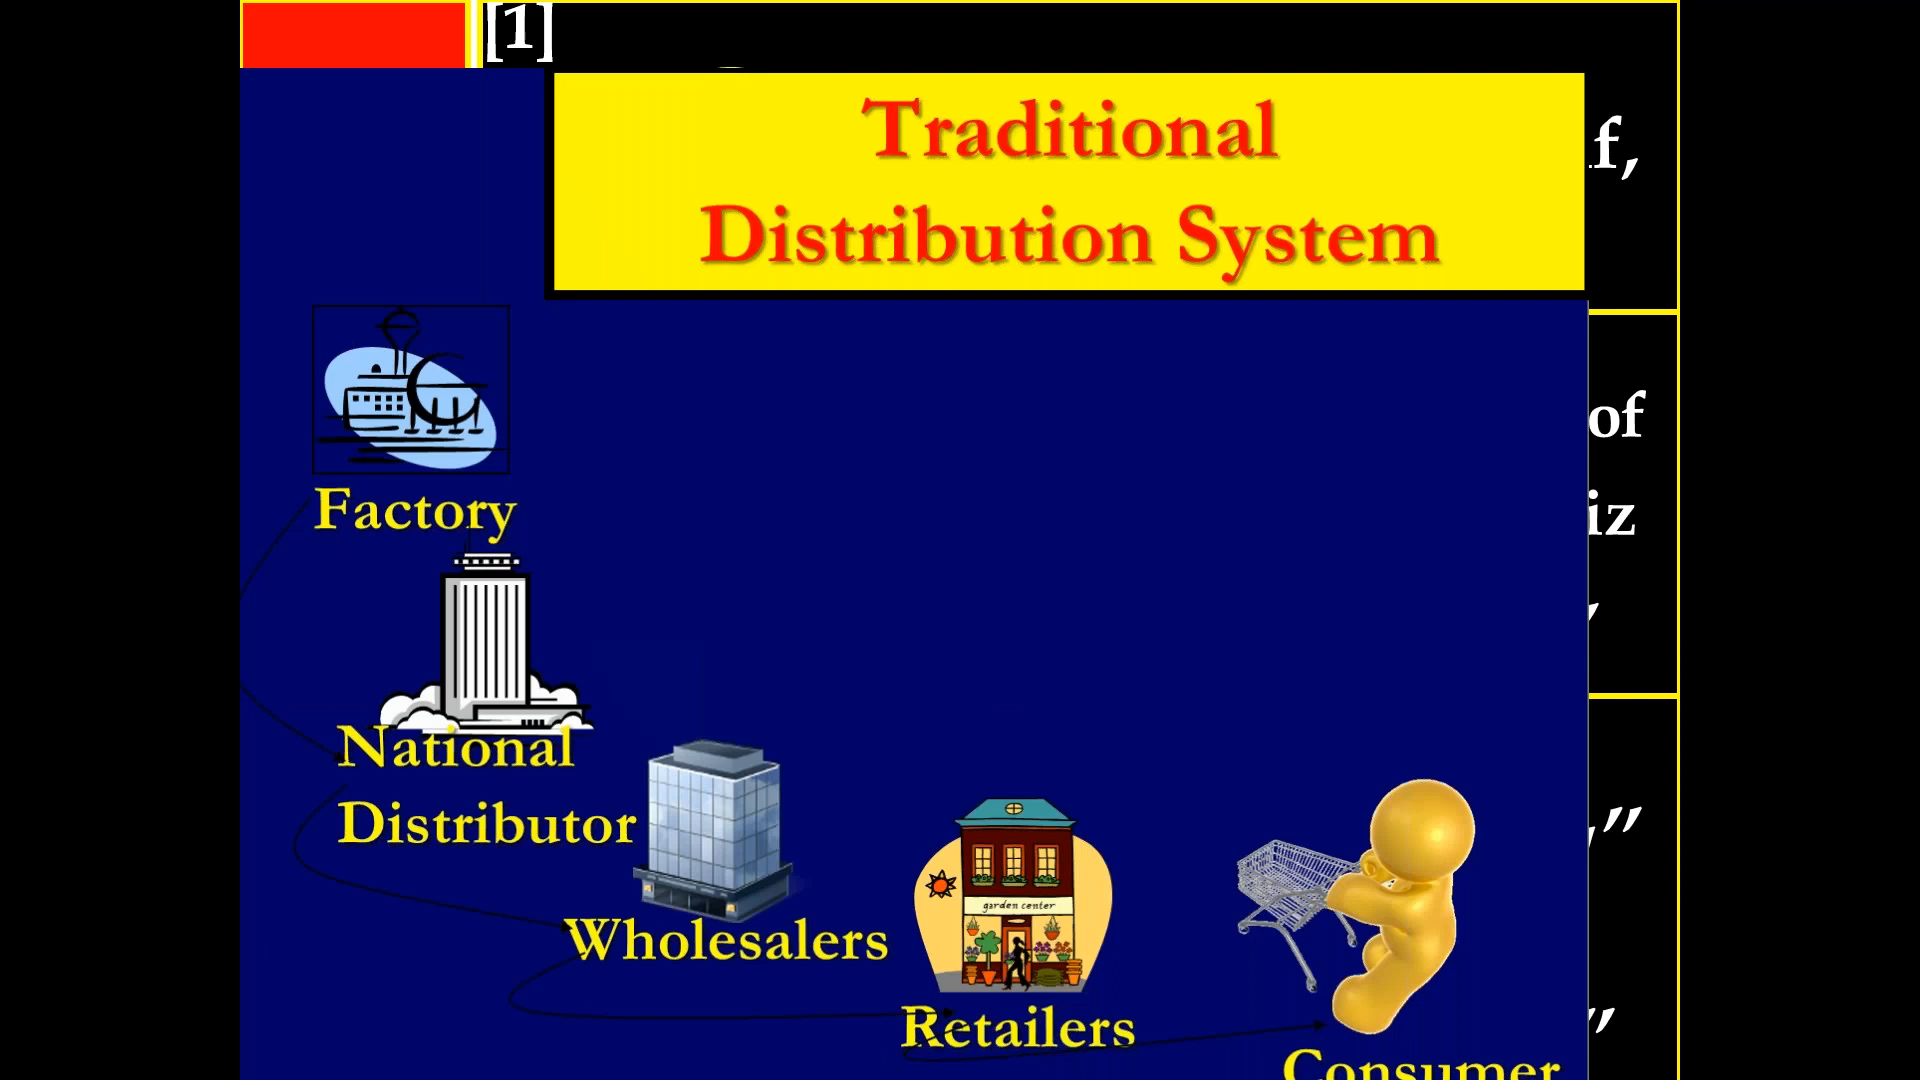 [1]
Traditional
Distribution System
f,
of
iz
Factory
National
Distributor
”
garden center
Wholesalers
Retailers
”
Consumer